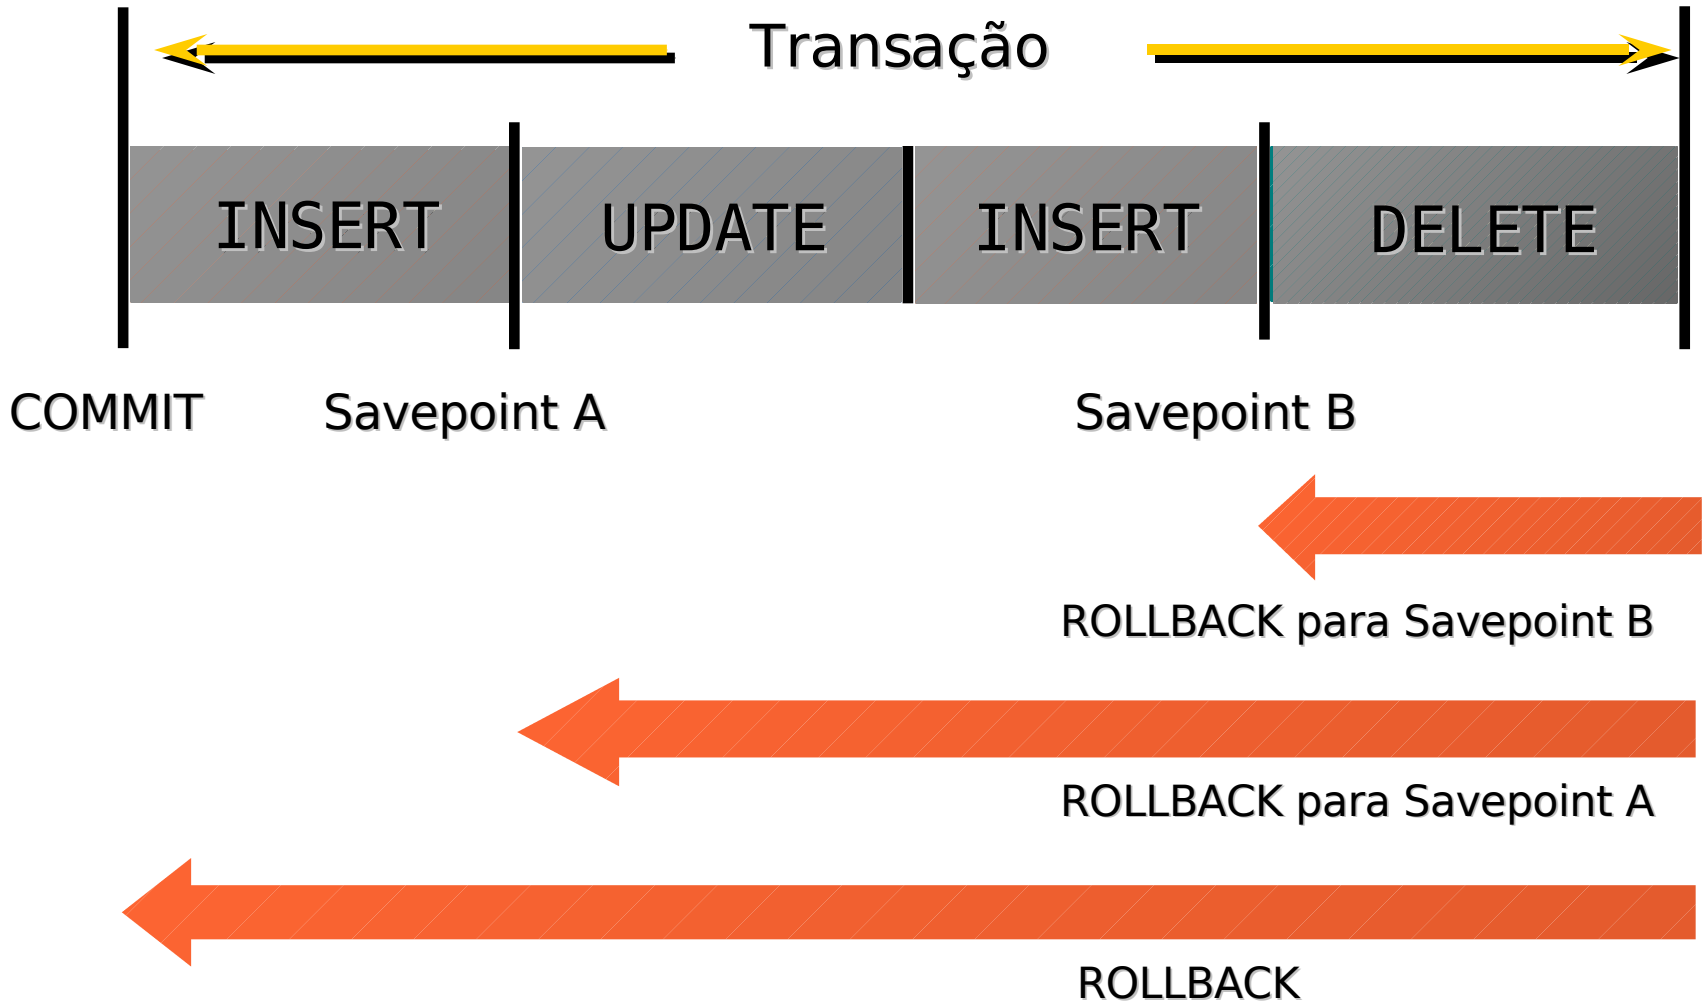 Transação
INSERT UPDATE INSERT DELETE
COMMIT Savepoint A Savepoint B
ROLLBACK para Savepoint B
ROLLBACK para Savepoint A
ROLLBACK